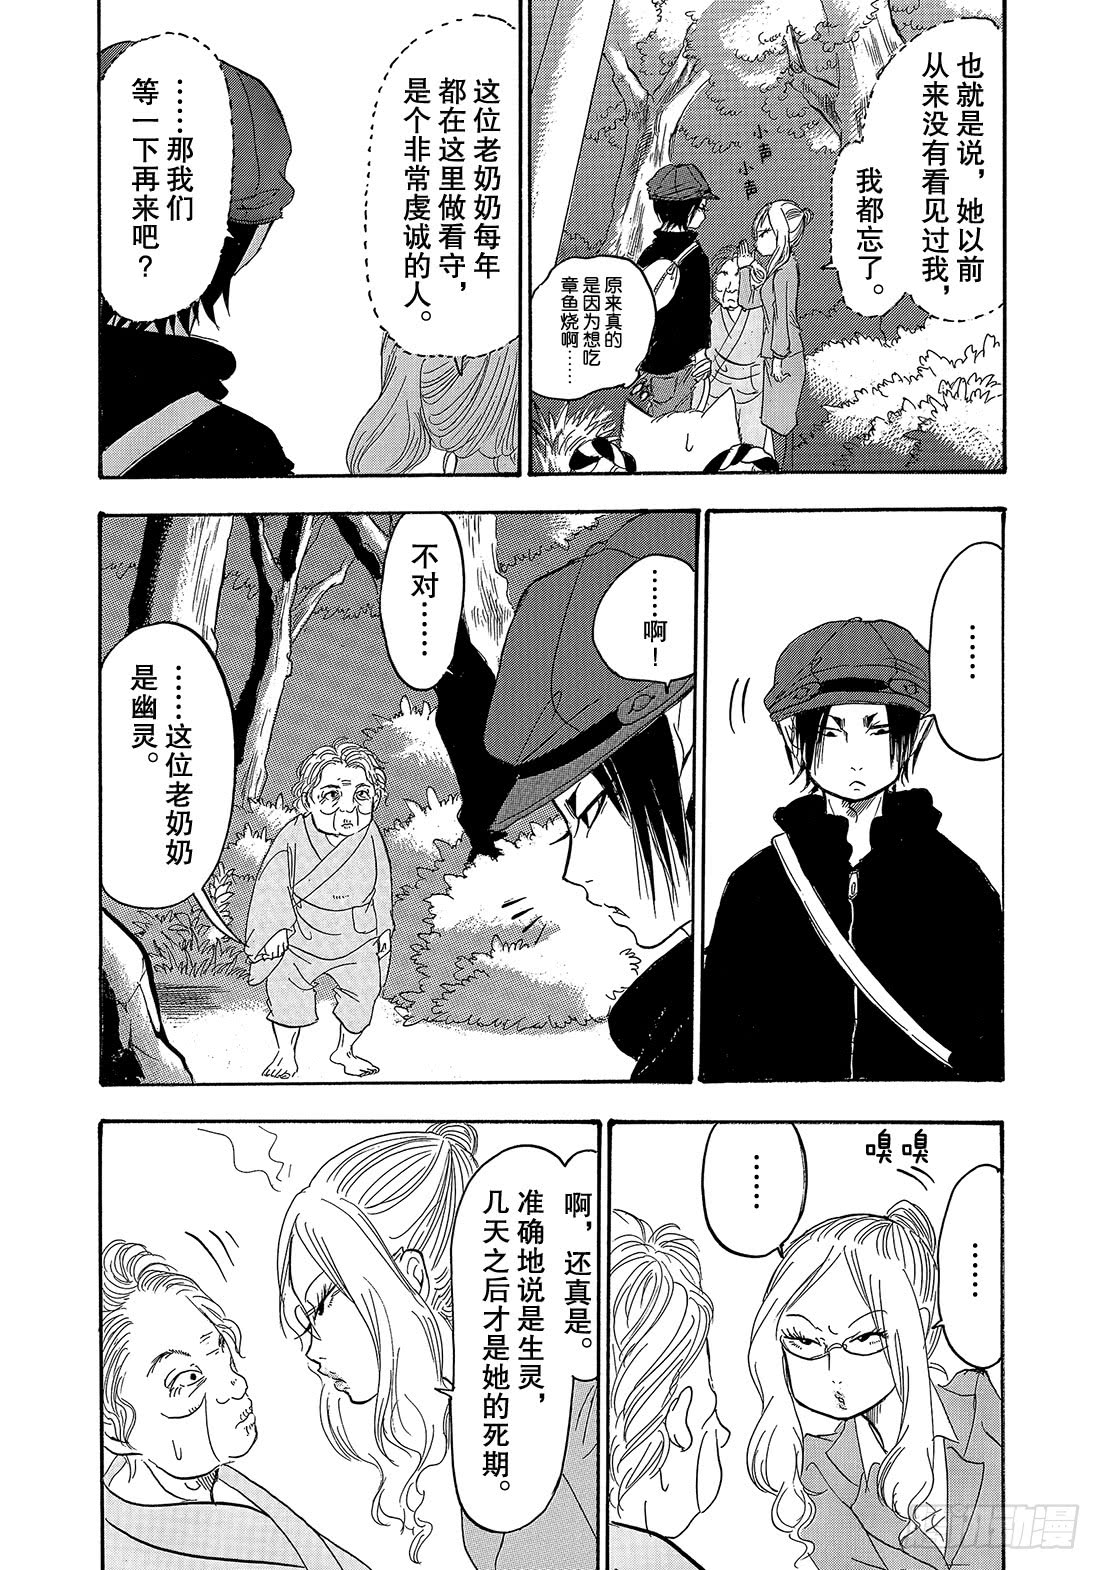 也就是说，她以前
从来没有看见过我，
我都忘了。
小声
小声
原来真的
是因为想吃
章鱼烧啊……
这位老奶奶每年
都在这里做看守，
是个非常虔诚的人。
……那我们
等一下再来吧？
……
……啊！
不对……
……这位老奶奶
是幽灵。
……
嗅嗅
……
啊，还真是。
准确地说是生灵，
几天之后才是她的死期。